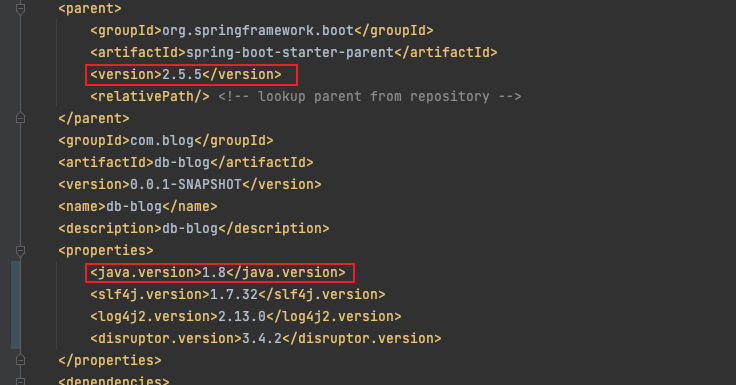 <parent>
<groupId>org.springframework.boot</groupId>
<artifactId>spring-boot-starter-parent</artifactId>
<version>2.5.5</version>
<relativePath/> <!-- lookup parent from repository -->
</parent>
<groupId>com.blog</groupId>
<artifactId>db-blog</artifactId>
<version>0.0.1-SNAPSHOT</version>
<name>db-blog</name>
<description>db-blog</description>
<properties>
<java.version>1.8</java.version>
<slf4j.version>1.7.32</slf4j.version>
<log4j2.version>2.13.0</log4j2.version>
<disruptor.version>3.4.2</disruptor.version>
</properties>
<dependencies>